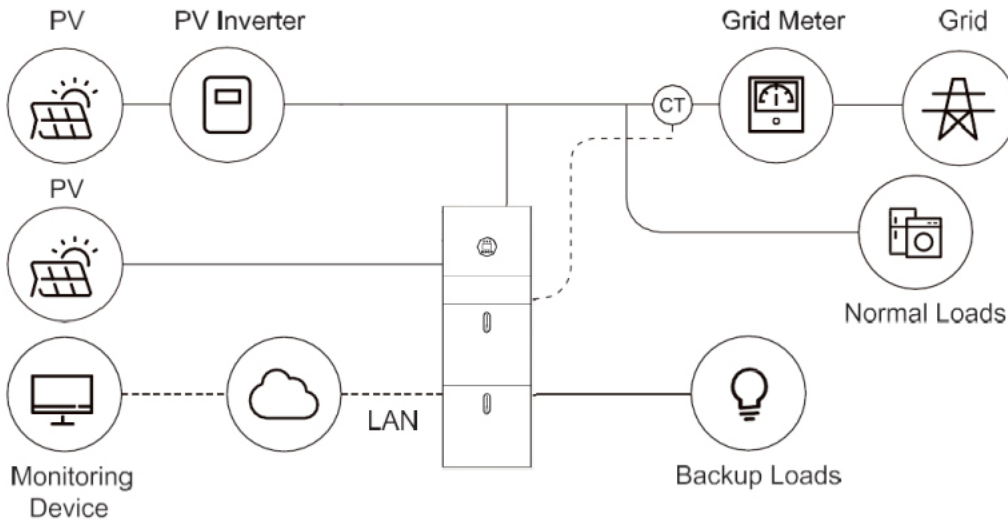 PV
PV Inverter
Grid Meter
Grid
CT
PV
Normal Loads
LAN
Monitoring
Device
Backup Loads